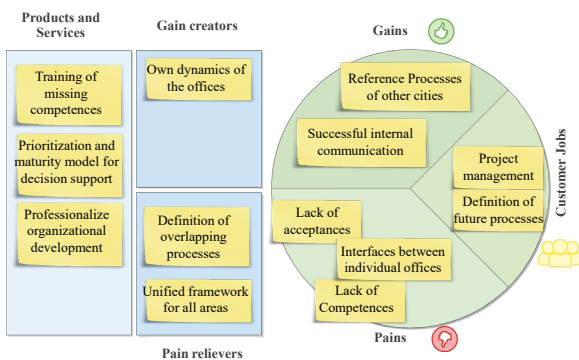 Products and
Services
Gain creators
Gains
Training of
missing
competences
Prioritization and
maturity model for
decision support
Professionalize
organizational
development
Own dynamics of
the offices
Definition of
overlapping
processes
Unified framework
for all areas
Pain relievers
Reference Processes
of other cities
Successful internal
communication
Project
management
Definition of
future processes
Customer Jobs
Lack of
acceptances
Interfaces between
individual offices
Lack of
Competences
Pains